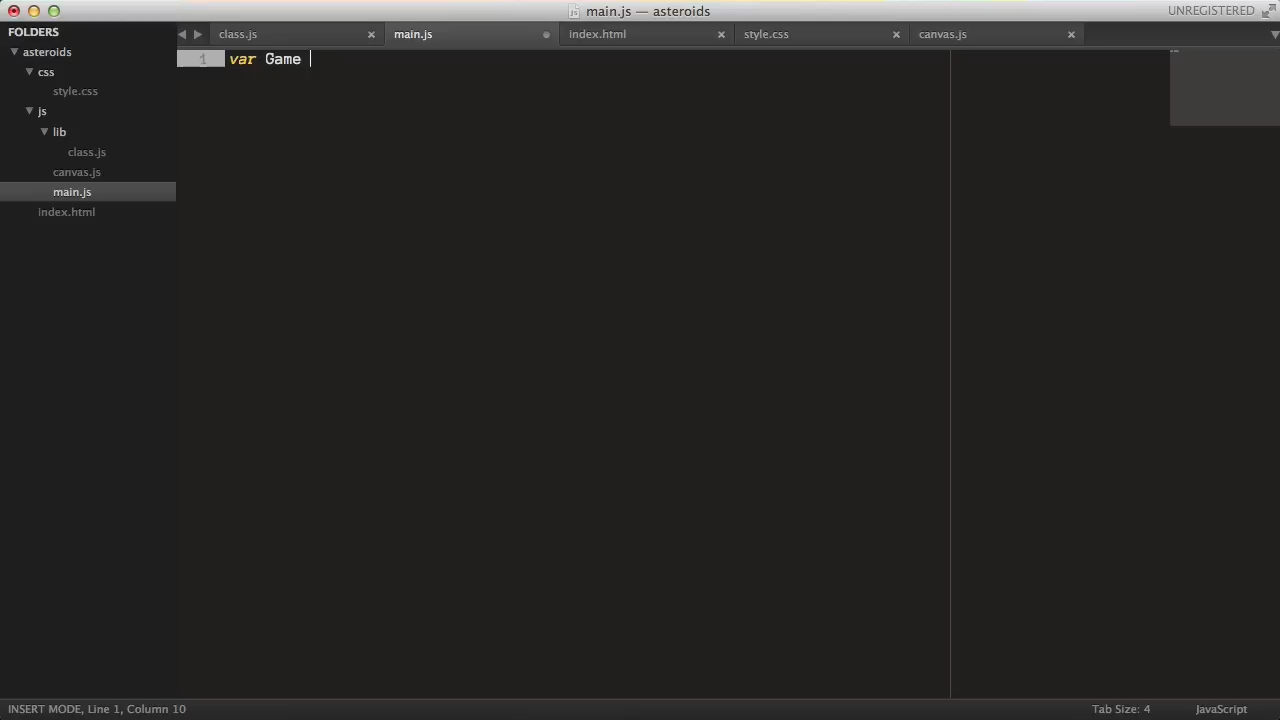 main.js — asteroids
UNREGISTERED
FOLDERS
asteroids
css
style.css
js
lib
class.js
canvas.js
main.js
index.html
class.js
main.js
index.html
style.css
canvas.js
1 var Game
INSERT MODE, Line 1, Column 10
Tab Size: 4
JavaScript